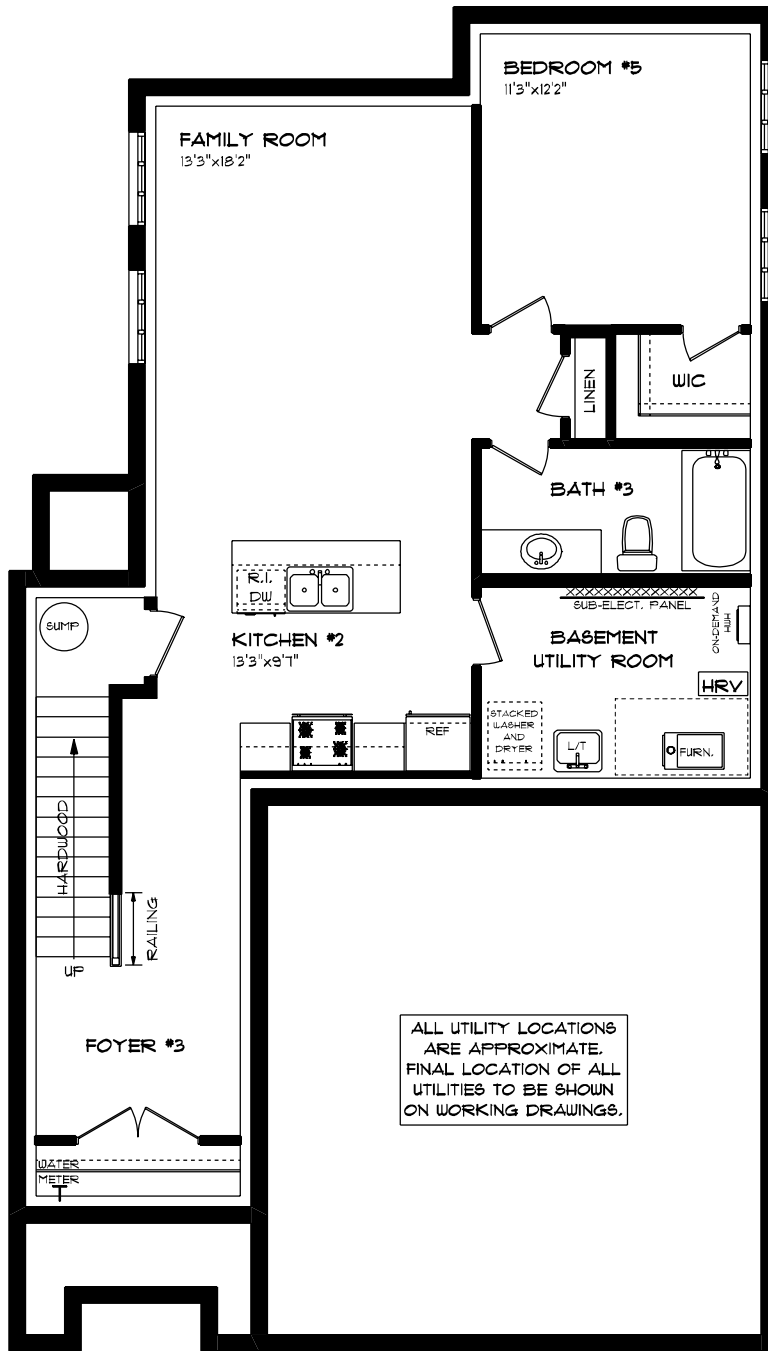 BEDROOM #5
11'3"x12'2"
FAMILY ROOM
13'3"x18'2"
LINEN
WIC
BATH #3
R.I.
DW
SUB-ELECT. PANEL
ON-DEMAND
HWH
SUMP
KITCHEN #2
13'3"x9'7"
BASEMENT
UTILITY ROOM
HRV
STACKED
WASHER
AND
DRYER
L/T
FURN.
REF
HARDWOOD
RAILING
UP
FOYER #3
ALL UTILITY LOCATIONS
ARE APPROXIMATE.
FINAL LOCATION OF ALL
UTILITIES TO BE SHOWN
ON WORKING DRAWINGS.
WATER
METER